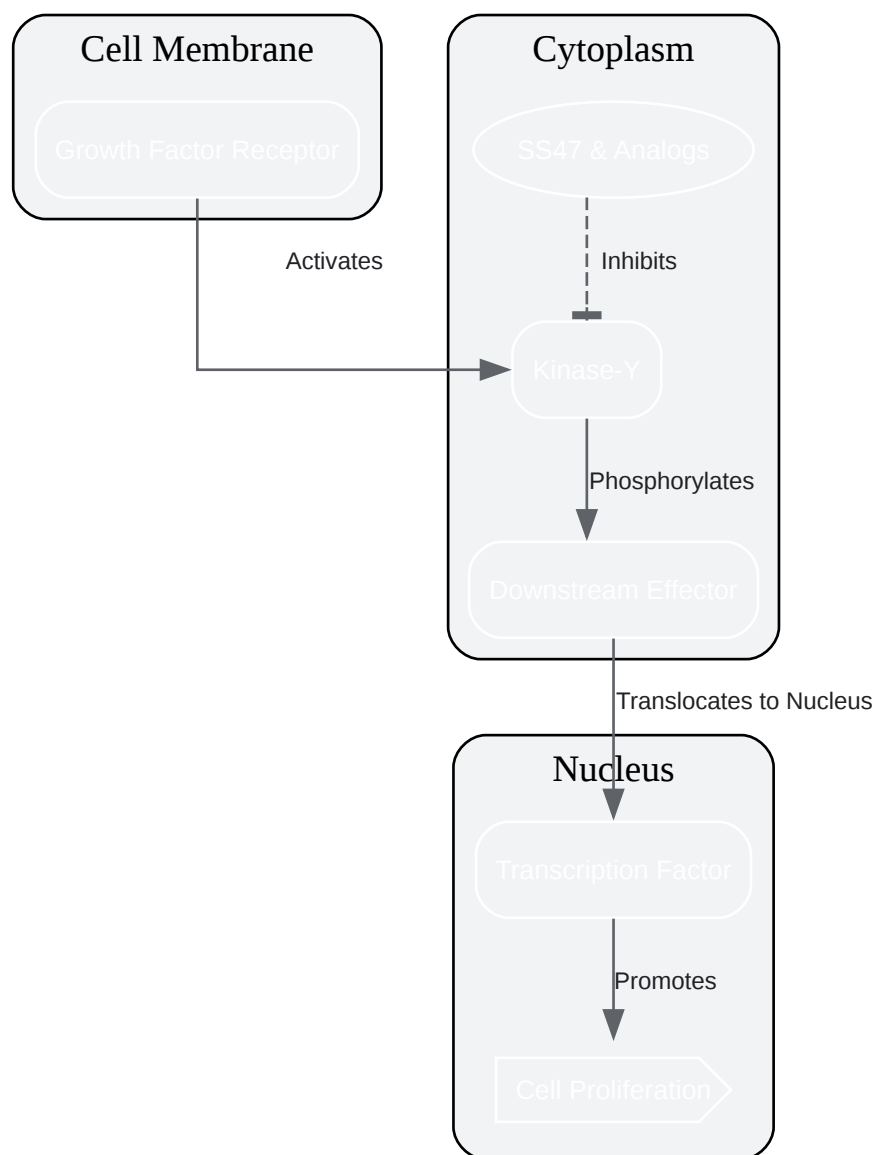 Cell Membrane
Growth Factor Receptor
Activates
Cytoplasm
SS47 & Analogs
Inhibits
Kinase-Y
Phosphorylates
Downstream Effector
Translocates to Nucleus
Nucleus
Transcription Factor
Promotes
Cell Proliferation